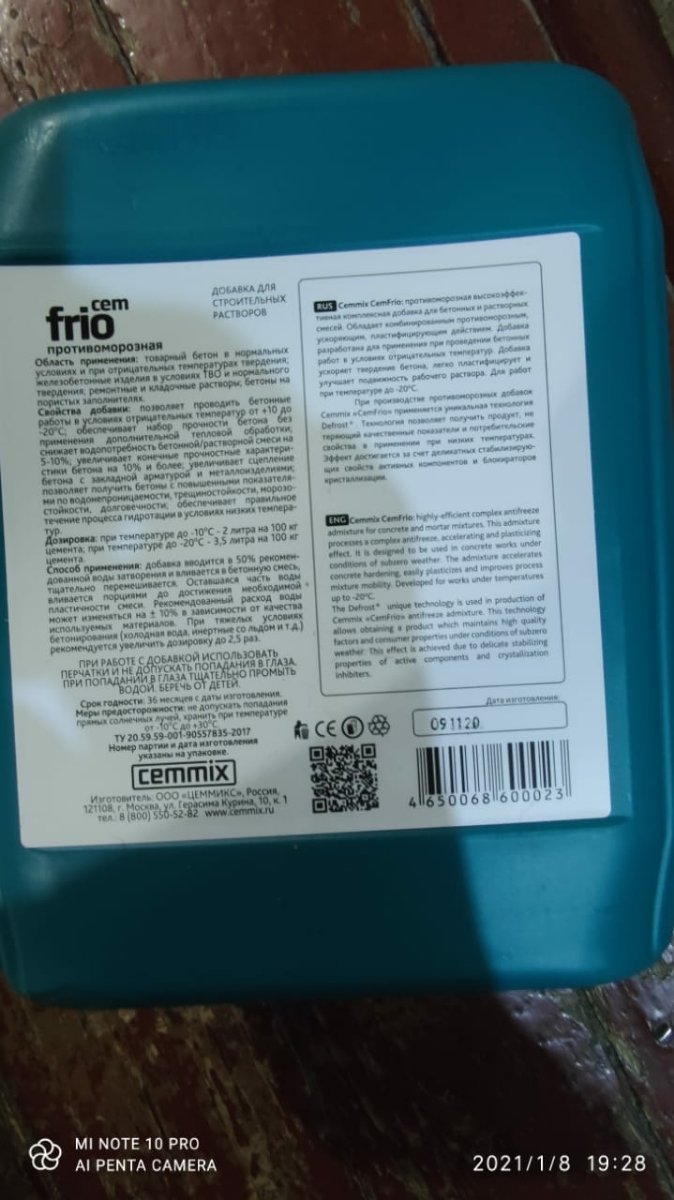 cem
frio
противоморозная
ДОБАВКА ДЛЯ
СТРОИТЕЛЬНЫХ
РАСТВОРОВ
Область применения: товарный бетон в нормальных
условиях и при отрицательных температурах твердения;
железобетонные изделия в условиях ТВО и нормального
твердения; ремонтные и кладочные растворы; бетоны на
пористых заполнителях.
Свойства добавки: позволяет проводить бетонные
работы в условиях отрицательных температур от +10 до
-20°С; обеспечивает набор прочности бетона без
применения дополнительной тепловой обработки;
снижает водопотребность бетонной/растворной смеси на
5-10%; увеличивает конечные прочностные характери-
стики бетона на 10% и более; увеличивает сцепление
бетона с закладной арматурой и металлоизделиями;
позволяет получить бетоны с повышенными показателя-
ми по водонепроницаемости, трещиностойкости, морозо-
стойкости, долговечности; обеспечивает правильное
течение процесса гидротации в условиях низких темпера-
тур.
Дозировка: при температуре до -10°С - 2 литра на 100 кг
цемента; при температуре до -20°С - 3,5 литра на 100 кг
цемента.
Способ применения: добавка вводится в 50% рекомен-
дованной воды затворения и вливается в бетонную смесь,
тщательно перемешивается. Оставшаяся часть воды
вливается порциями до достижения необходимой
пластичности смеси. Рекомендованный расход воды
может изменяться на ± 10% в зависимости от качества
используемых материалов. При тяжелых условиях
бетонирования (холодная вода, инертные со льдом и т.д.)
рекомендуется увеличить дозировку до 2,5 раз.
ПРИ РАБОТЕ С ДОБАВКОЙ ИСПОЛЬЗОВАТЬ
ПЕРЧАТКИ И НЕ ДОПУСКАТЬ ПОПАДАНИЯ В ГЛАЗА.
ПРИ ПОПАДАНИИ В ГЛАЗА ТЩАТЕЛЬНО ПРОМЫТЬ
ВОДОЙ. БЕРЕЧЬ ОТ ДЕТЕЙ.
Срок годности: 36 месяцев с даты изготовления.
Меры предосторожности: не допускать попадания
прямых солнечных лучей, хранить при температуре
от -10°С до +30°С.
ТУ 20.59.59-001-90557835-2017
Номер партии и дата изготовления
указаны на упаковке.
cemmix
Изготовитель: ООО «ЦЕММИКС», Россия,
121108, г. Москва, ул. Герасима Курина, 10, к. 1
тел.: 8 (800) 550-52-82 www.cemmix.ru
RUS Cemmix CemFrio: противоморозная высокоэффек-
тивная комплексная добавка для бетонных и растворных
смесей. Обладает комбинированным противоморозным,
ускоряющим, пластифицирующим действием. Добавка
разработана для применения при проведении бетонных
работ в условиях отрицательных температур. Добавка
ускоряет твердение бетона, легко пластифицирует и
улучшает подвижность рабочего раствора. Для работ
при температуре до -20°С.
При производстве противоморозных добавок
Cemmix «CemFrio» применяется уникальная технология
Defrost® Технология позволяет получить продукт, не
теряющий качественные показатели и потребительские
свойства в применении при низких температурах.
Эффект достигается за счет деликатных стабилизирую-
щих свойств активных компонентов и блокираторов
кристаллизации.
ENG Cemmix CemFrio: highly-efficient complex antifreeze
admixture for concrete and mortar mixtures. This admixture
processes a complex antifreeze, accelerating and plasticizing
effect. It is designed to be used in concrete works under
conditions of subzero weather. The admixture accelerates
concrete hardening, easily plasticizes and improves process
mixture mobility. Developed for works under temperatures
up to -20°C.
The Defrost® unique technology is used in production of
Cemmix «CemFrio» antifreeze admixture. This technology
allows obtaining a product which maintains high quality
factors and consumer properties under conditions of subzero
weather. This effect is achieved due to delicate stabilizing
properties of active components and crystallization
inhibiters.
Дата изготовления:
091120
CE
4 650068 600023
MI NOTE 10 PRO
AI PENTA CAMERA
2021/1/8 19:28